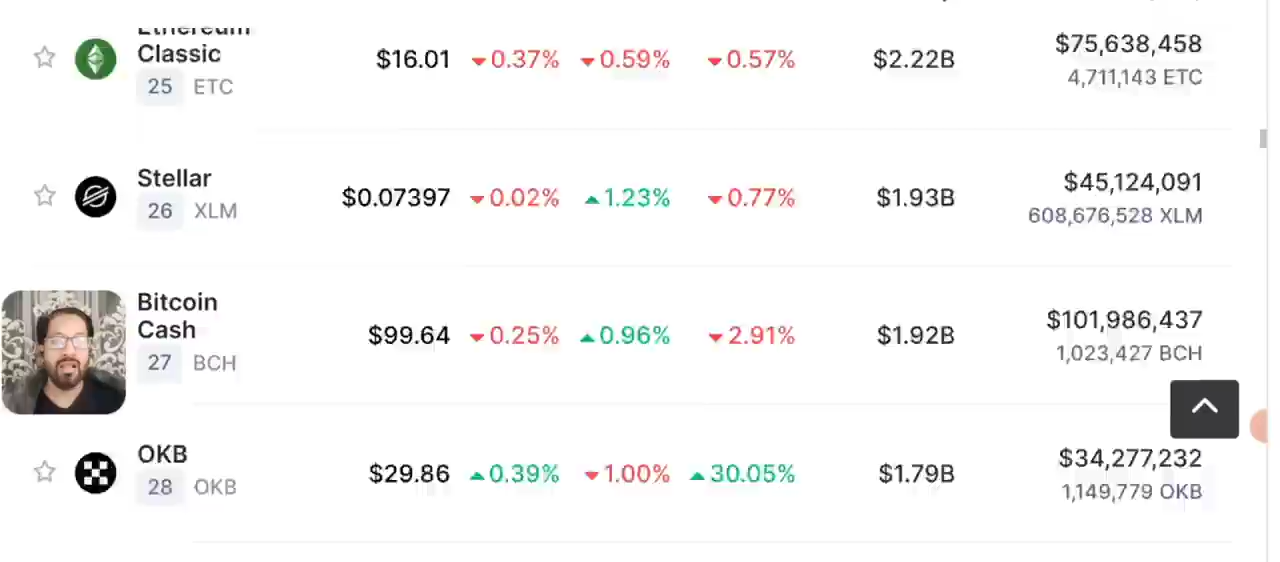 Ethereum
Classic
25 ETC
$16.01 0.37% 0.59% 0.57% $2.22B $75,638,458
4,711,143 ETC
Stellar
26 XLM
$0.07397 0.02% 1.23% 0.77% $1.93B $45,124,091
608,676,528 XLM
Bitcoin
Cash
27 BCH
$99.64 0.25% 0.96% 2.91% $1.92B $101,986,437
1,023,427 BCH
OKB
28 OKB
$29.86 0.39% 1.00% 30.05% $1.79B $34,277,232
1,149,779 OKB